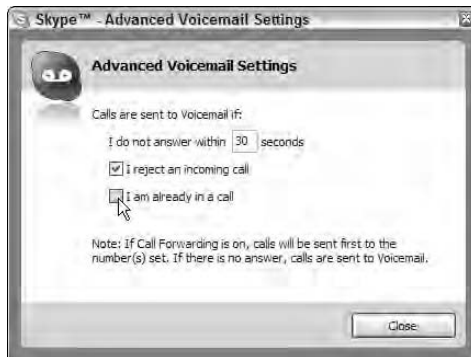 Skype™ - Advanced Voicemail Settings
Advanced Voicemail Settings
Calls are sent to Voicemail if:
I do not answer within 30 seconds
I reject an incoming call
I am already in a call
Note: If Call Forwarding is on, calls will be sent first to the
number(s) set. If there is no answer, calls are sent to Voicemail.
Close